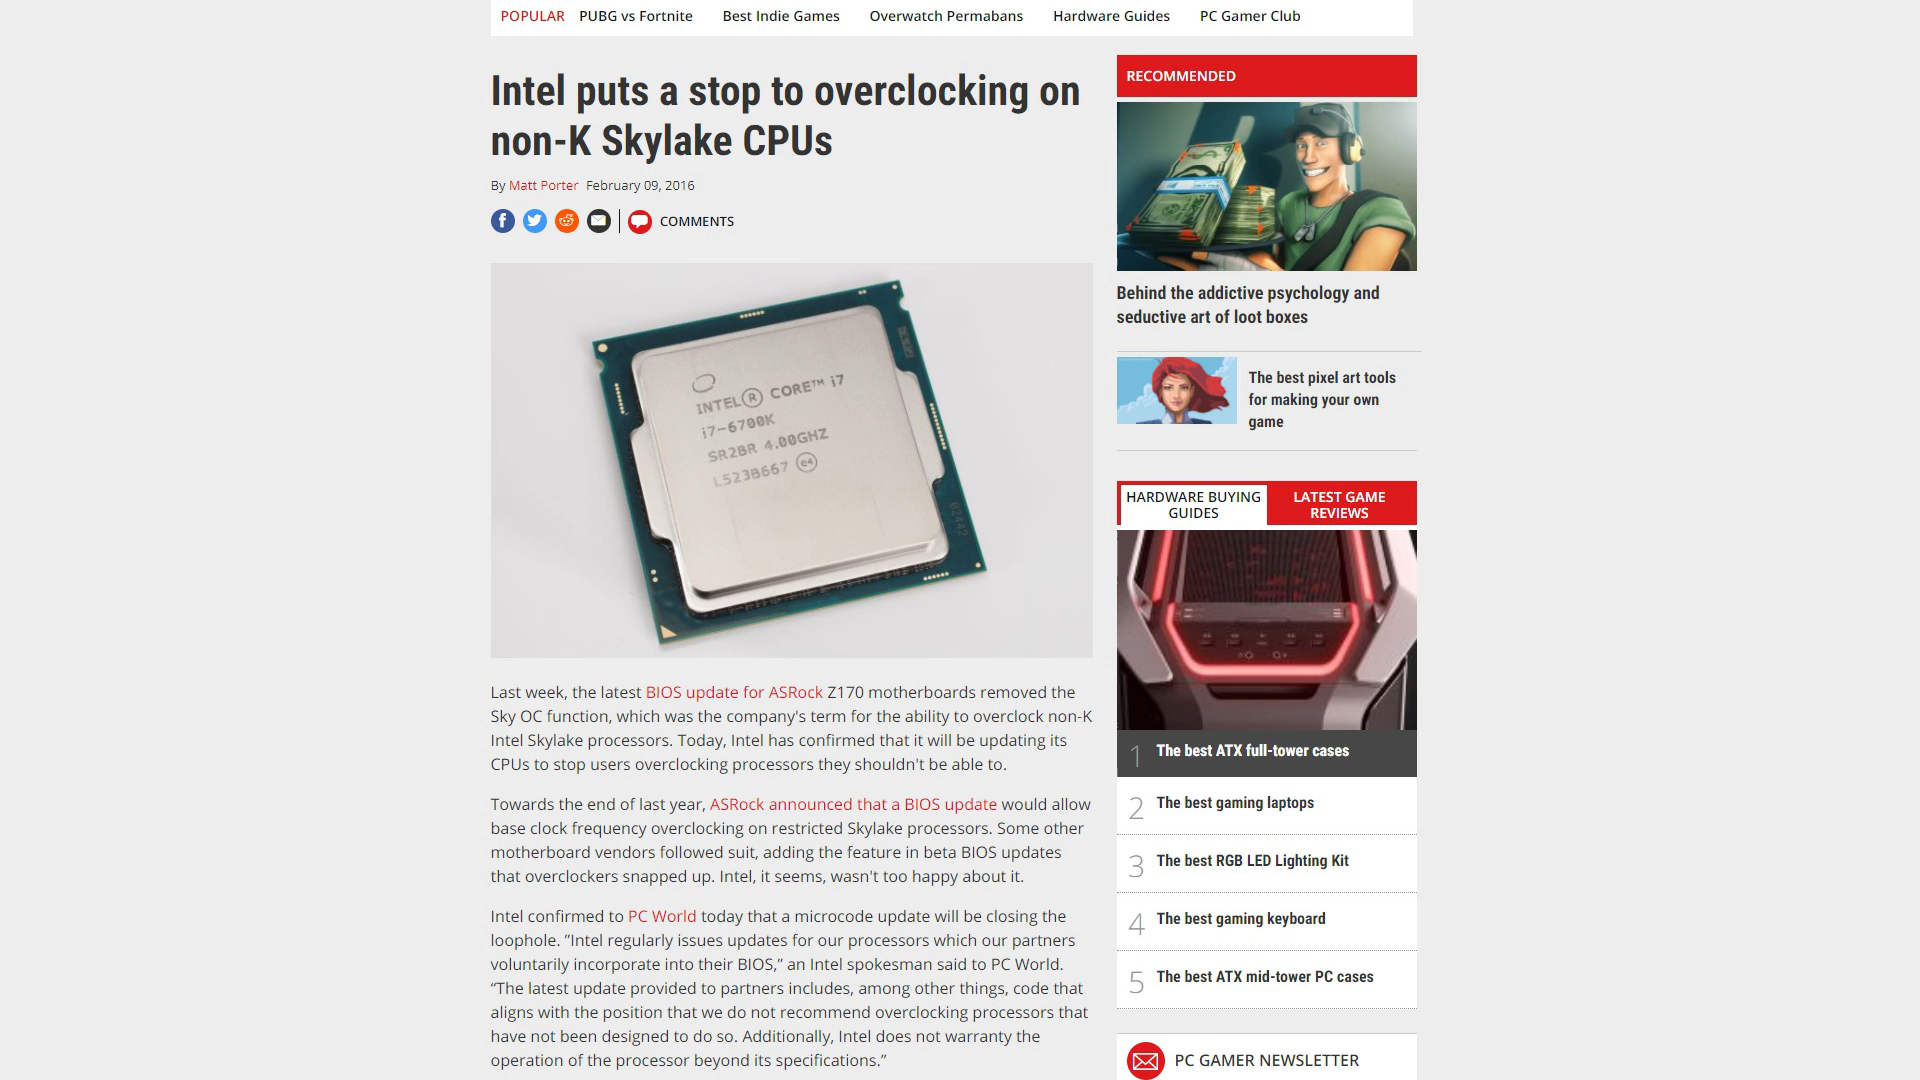 POPULAR PUBG vs Fortnite Best Indie Games Overwatch Permabans Hardware Guides PC Gamer Club
Intel puts a stop to overclocking on
non-K Skylake CPUs
By Matt Porter February 09, 2016
COMMENTS
INTEL® CORE™ i7
i7-6700K
SR2BR 4.00GHZ
L523B667 e4
Last week, the latest BIOS update for ASRock Z170 motherboards removed the
Sky OC function, which was the company's term for the ability to overclock non-K
Intel Skylake processors. Today, Intel has confirmed that it will be updating its
CPUs to stop users overclocking processors they shouldn't be able to.
Towards the end of last year, ASRock announced that a BIOS update would allow
base clock frequency overclocking on restricted Skylake processors. Some other
motherboard vendors followed suit, adding the feature in beta BIOS updates
that overclockers snapped up. Intel, it seems, wasn't too happy about it.
Intel confirmed to PC World today that a microcode update will be closing the
loophole. ”Intel regularly issues updates for our processors which our partners
voluntarily incorporate into their BIOS,” an Intel spokesman said to PC World.
“The latest update provided to partners includes, among other things, code that
aligns with the position that we do not recommend overclocking processors that
have not been designed to do so. Additionally, Intel does not warranty the
operation of the processor beyond its specifications.”
RECOMMENDED
Behind the addictive psychology and
seductive art of loot boxes
The best pixel art tools
for making your own
game
HARDWARE BUYING
GUIDES
LATEST GAME
REVIEWS
1 The best ATX full-tower cases
2 The best gaming laptops
3 The best RGB LED Lighting Kit
4 The best gaming keyboard
5 The best ATX mid-tower PC cases
PC GAMER NEWSLETTER